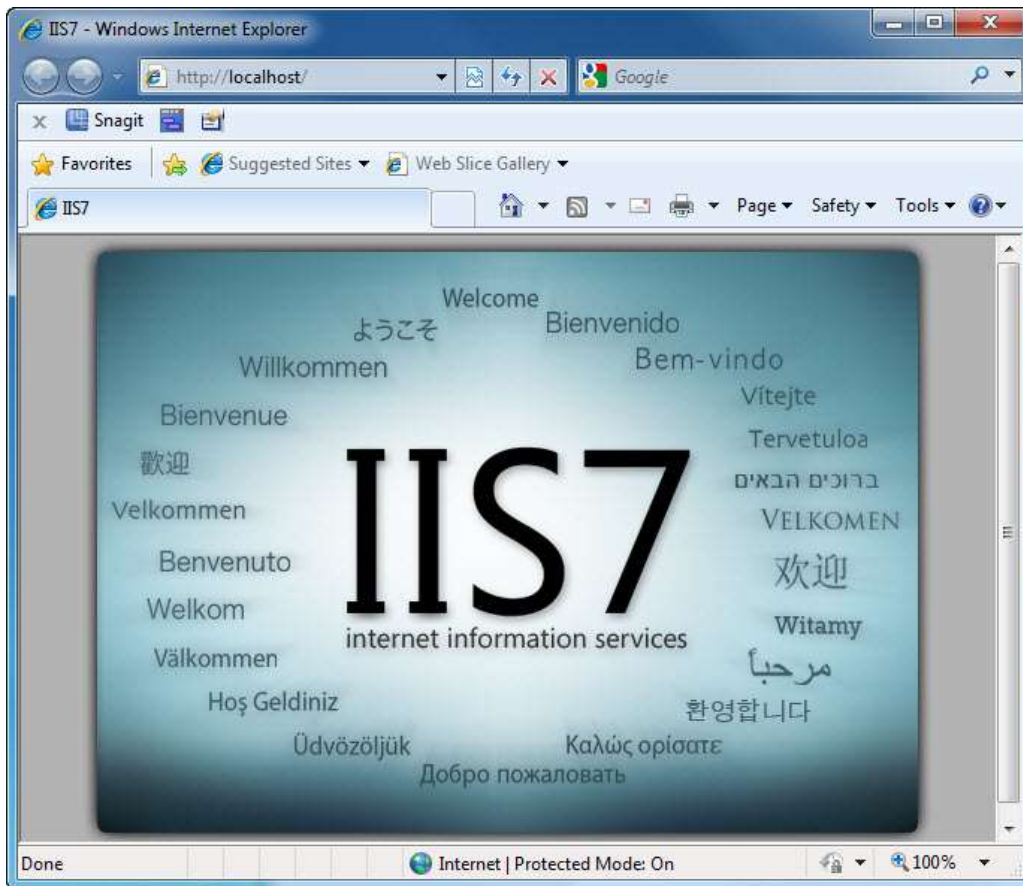 IIS7 - Windows Internet Explorer
http://localhost/
Google
x Snagit
Favorites Suggested Sites Web Slice Gallery
IIS7 Page Safety Tools
Welcome
ようこそ
Bienvenido
Willkommen
Bem-vindo
Bienvenue
Vítejte
Tervetuloa
歡迎
ברוכים הבאים
Velkommen
VELKOMEN
Benvenuto
欢迎
Welkom
Witamy
Välkommen
مرحباً
Hoş Geldiniz
환영합니다
Üdvözöljük
Καλώς ορίσατε
Добро пожаловать
IIS7
internet information services
Done Internet | Protected Mode: On 100%